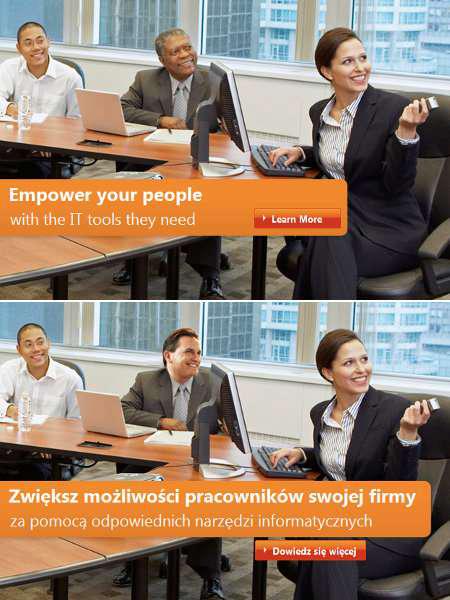 Empower your people
with the IT tools they need
Learn More
Zwiększ możliwości pracowników swojej firmy
za pomocą odpowiednich narzędzi informatycznych
Dowiedz się więcej